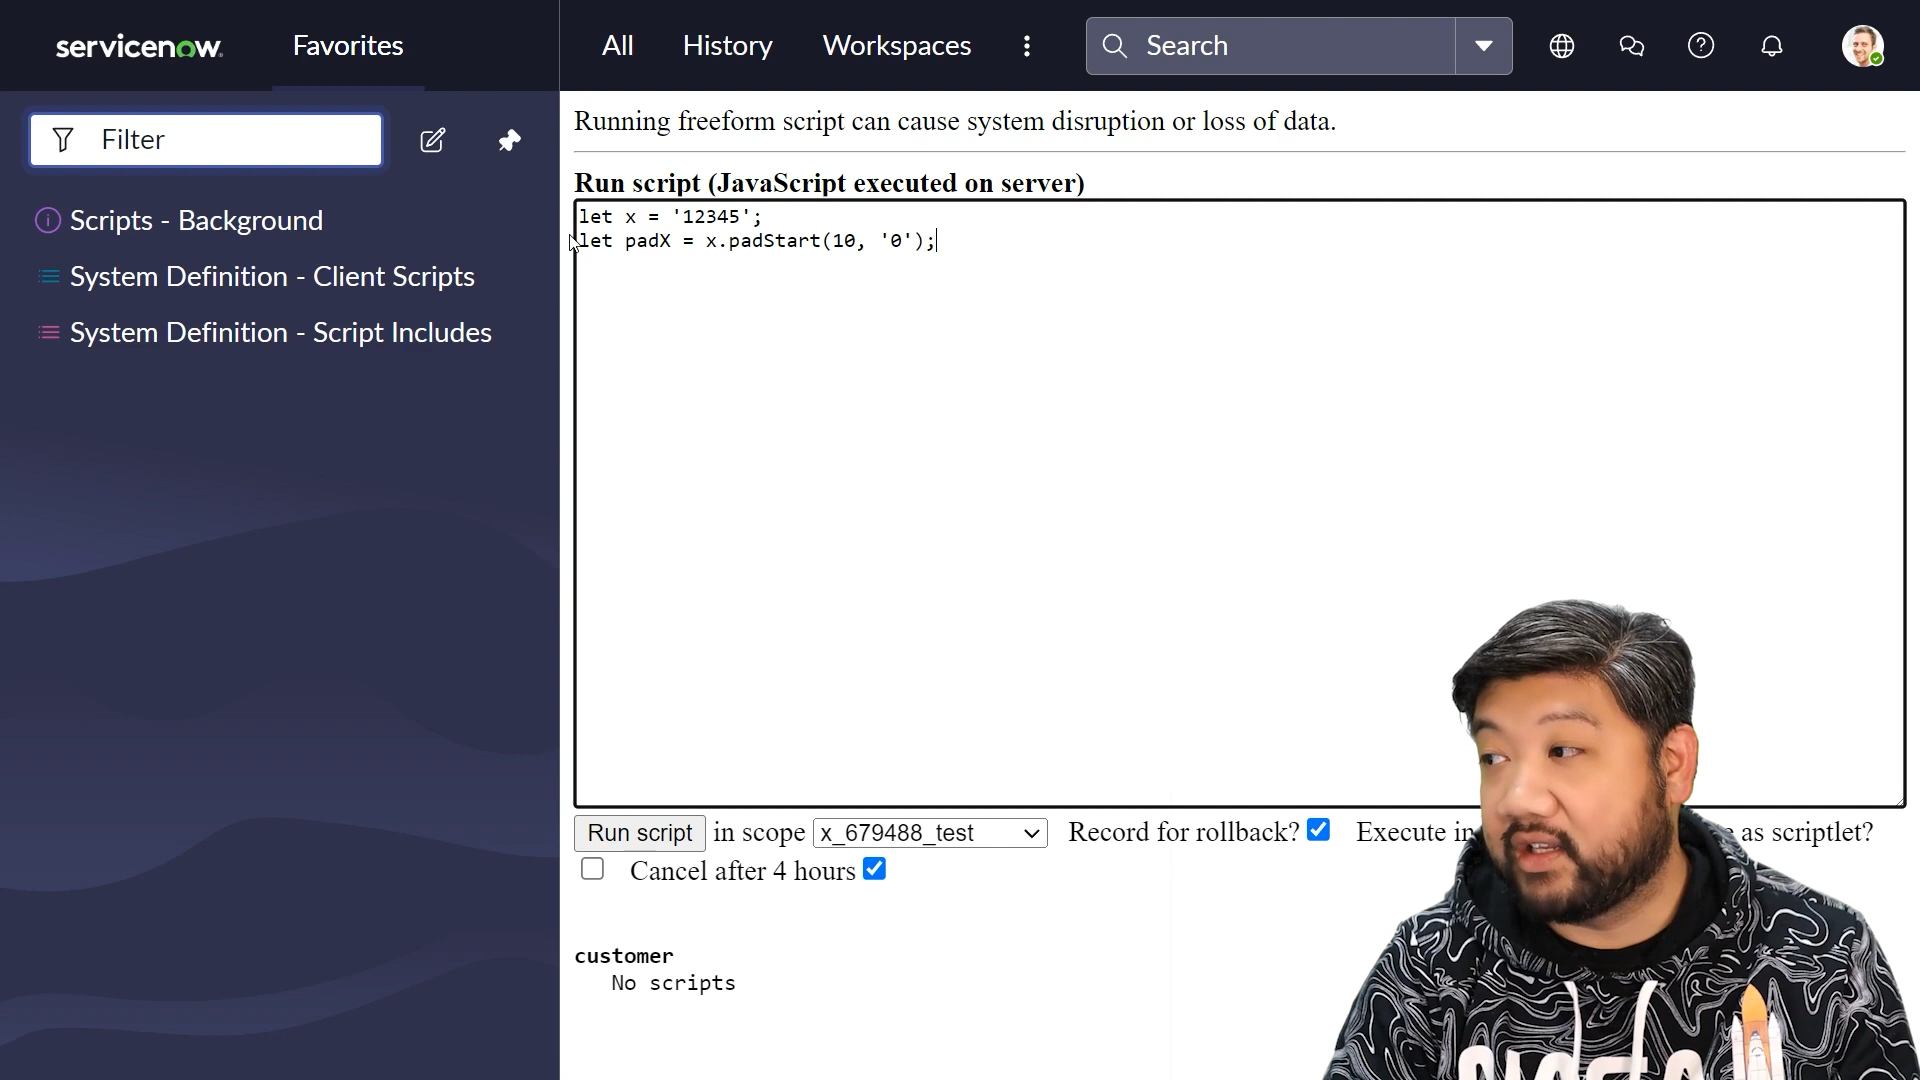 servicenow
Favorites
All
History
Workspaces
Search
Filter
Scripts - Background
System Definition - Client Scripts
System Definition - Script Includes
Running freeform script can cause system disruption or loss of data.
Run script (JavaScript executed on server)
let x = '12345';
let padX = x.padStart(10, '0');
Run script in scope x_679488_test Record for rollback? Execute in as scriptlet?
Cancel after 4 hours
customer
No scripts